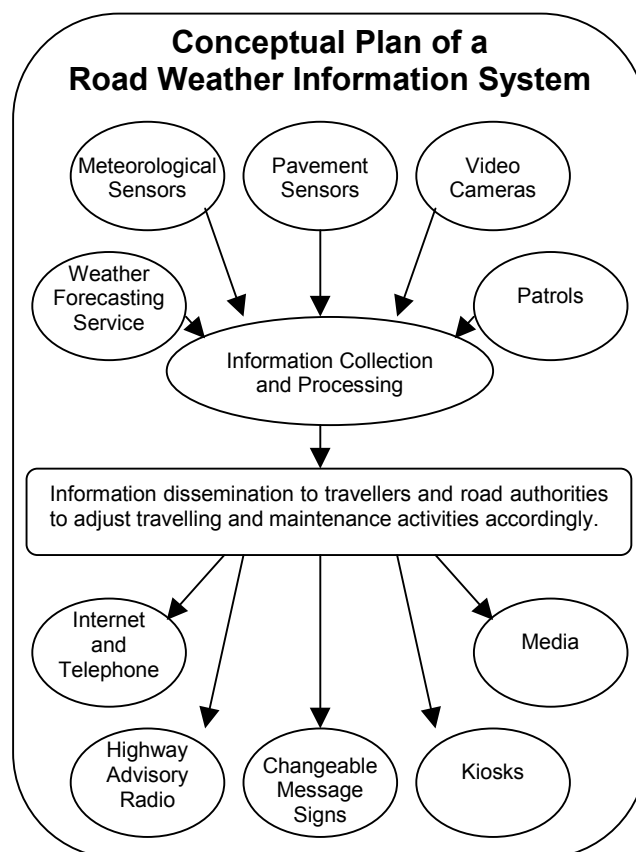 Conceptual Plan of a
Road Weather Information System
Meteorological
Sensors
Pavement
Sensors
Video
Cameras
Weather
Forecasting
Service
Patrols
Information Collection
and Processing
Information dissemination to travellers and road authorities
to adjust travelling and maintenance activities accordingly.
Internet
and
Telephone
Media
Highway
Advisory
Radio
Changeable
Message
Signs
Kiosks